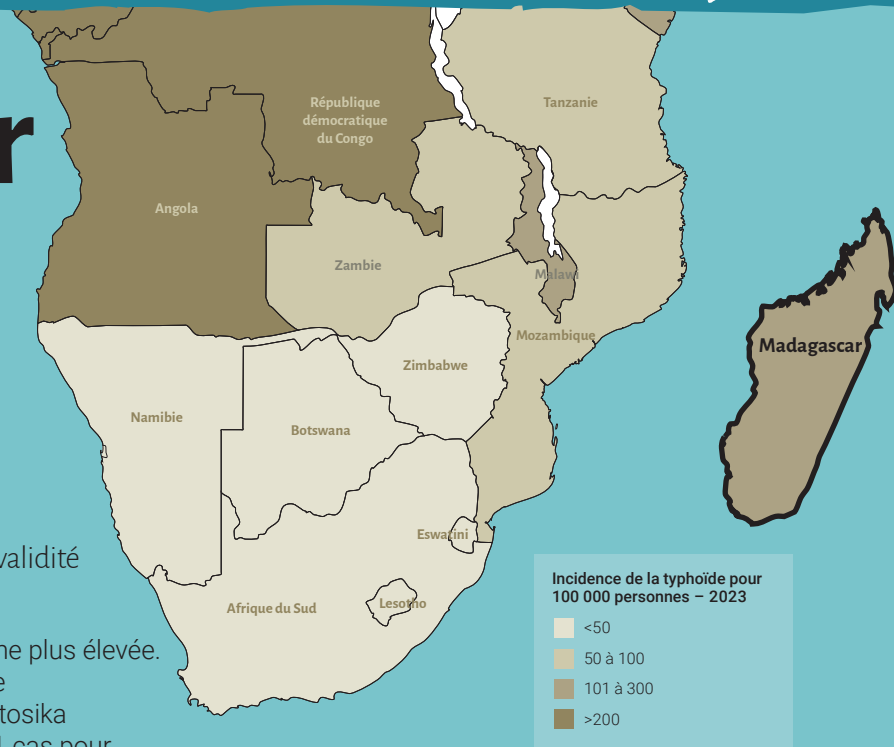 r
République
démocratique
du Congo
Tanzanie
Angola
Zambie
Malawi
Mozambique
Madagascar
Zimbabwe
Namibie
Botswana
Eswatini
Afrique du Sud
Lesotho
validité
ne plus élevée.
e
tosika
cas pour
Incidence de la typhoïde pour
100 000 personnes – 2023
<50
50 à 100
101 à 300
>200